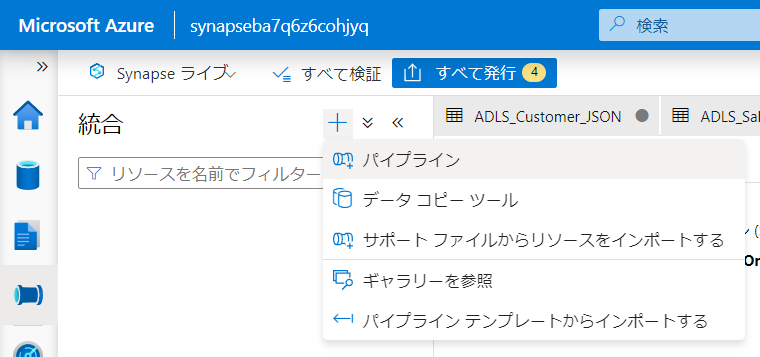 Microsoft Azure synapseba7q6z6cohjyq 検索
Synapse ライブ すべて検証 すべて発行 4
統合 ADLS_Customer_JSON ADLS_Sal
リソースを名前でフィルター
パイプライン
データ コピー ツール
サポート ファイルからリソースをインポートする
ギャラリーを参照
パイプライン テンプレートからインポートする